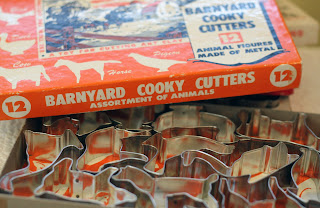 BARNYARD
COOKY
CUTTERS
12
ANIMAL FIGURES
MADE OF METAL
Cow
Horse
Pigeon
12 BARNYARD COOKY CUTTERS 12
ASSORTMENT OF ANIMALS